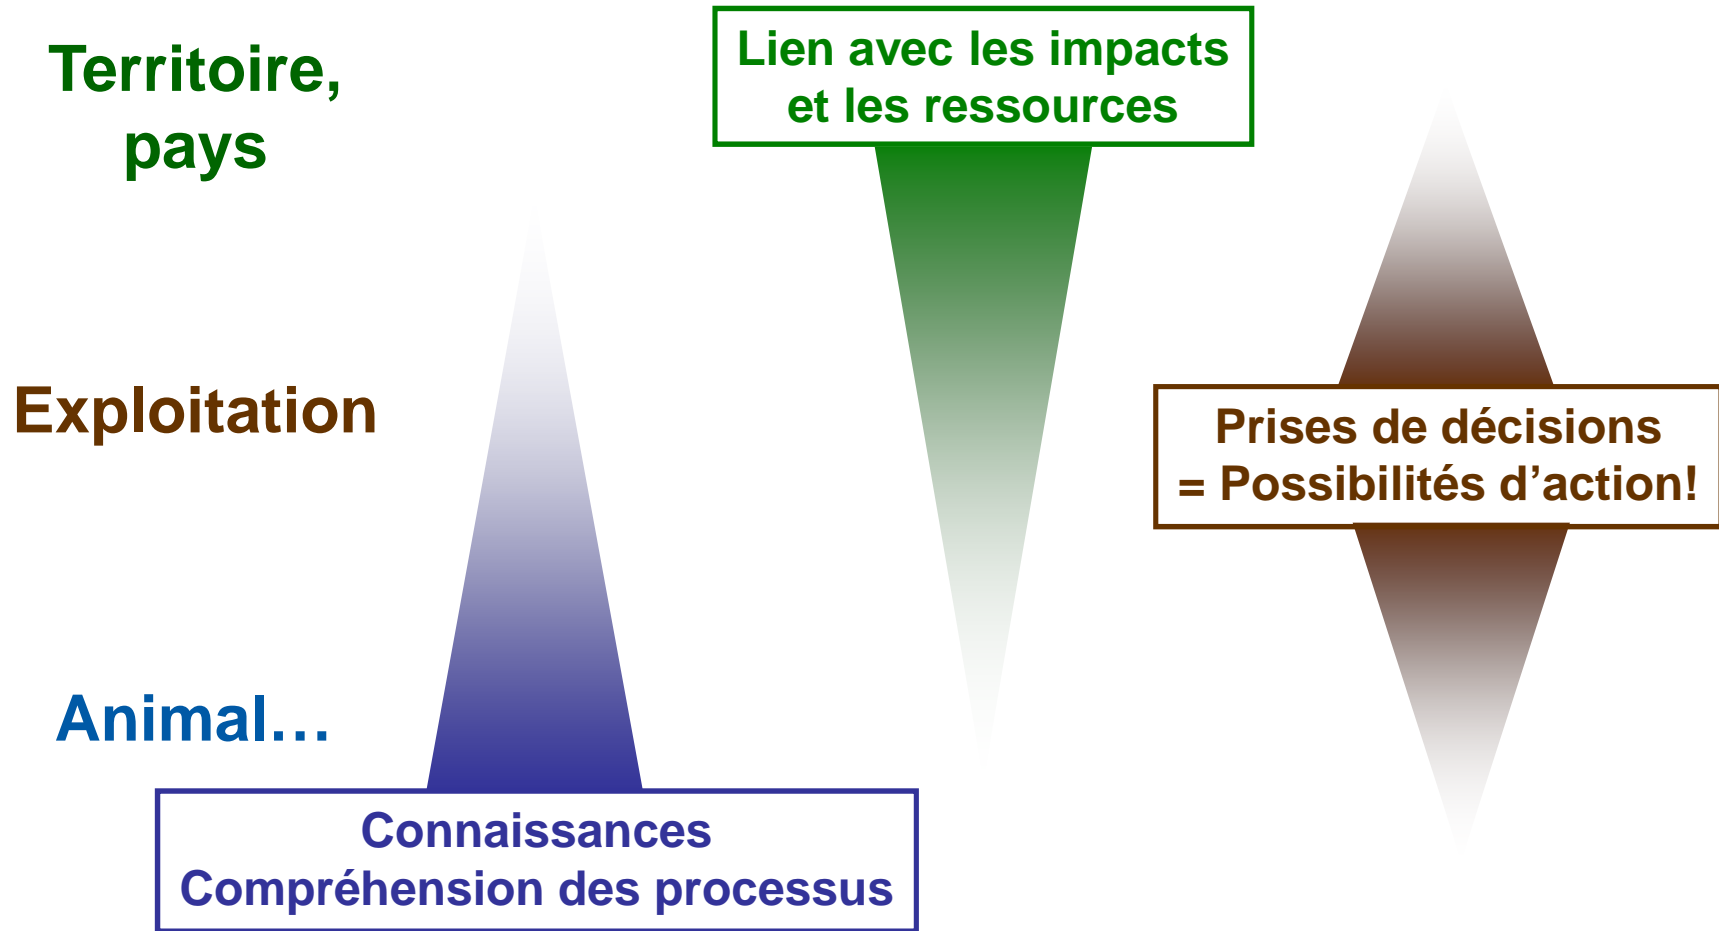 Territoire,
pays
Lien avec les impacts
et les ressources
Exploitation
Prises de décisions
= Possibilités d’action!
Animal…
Connaissances
Compréhension des processus